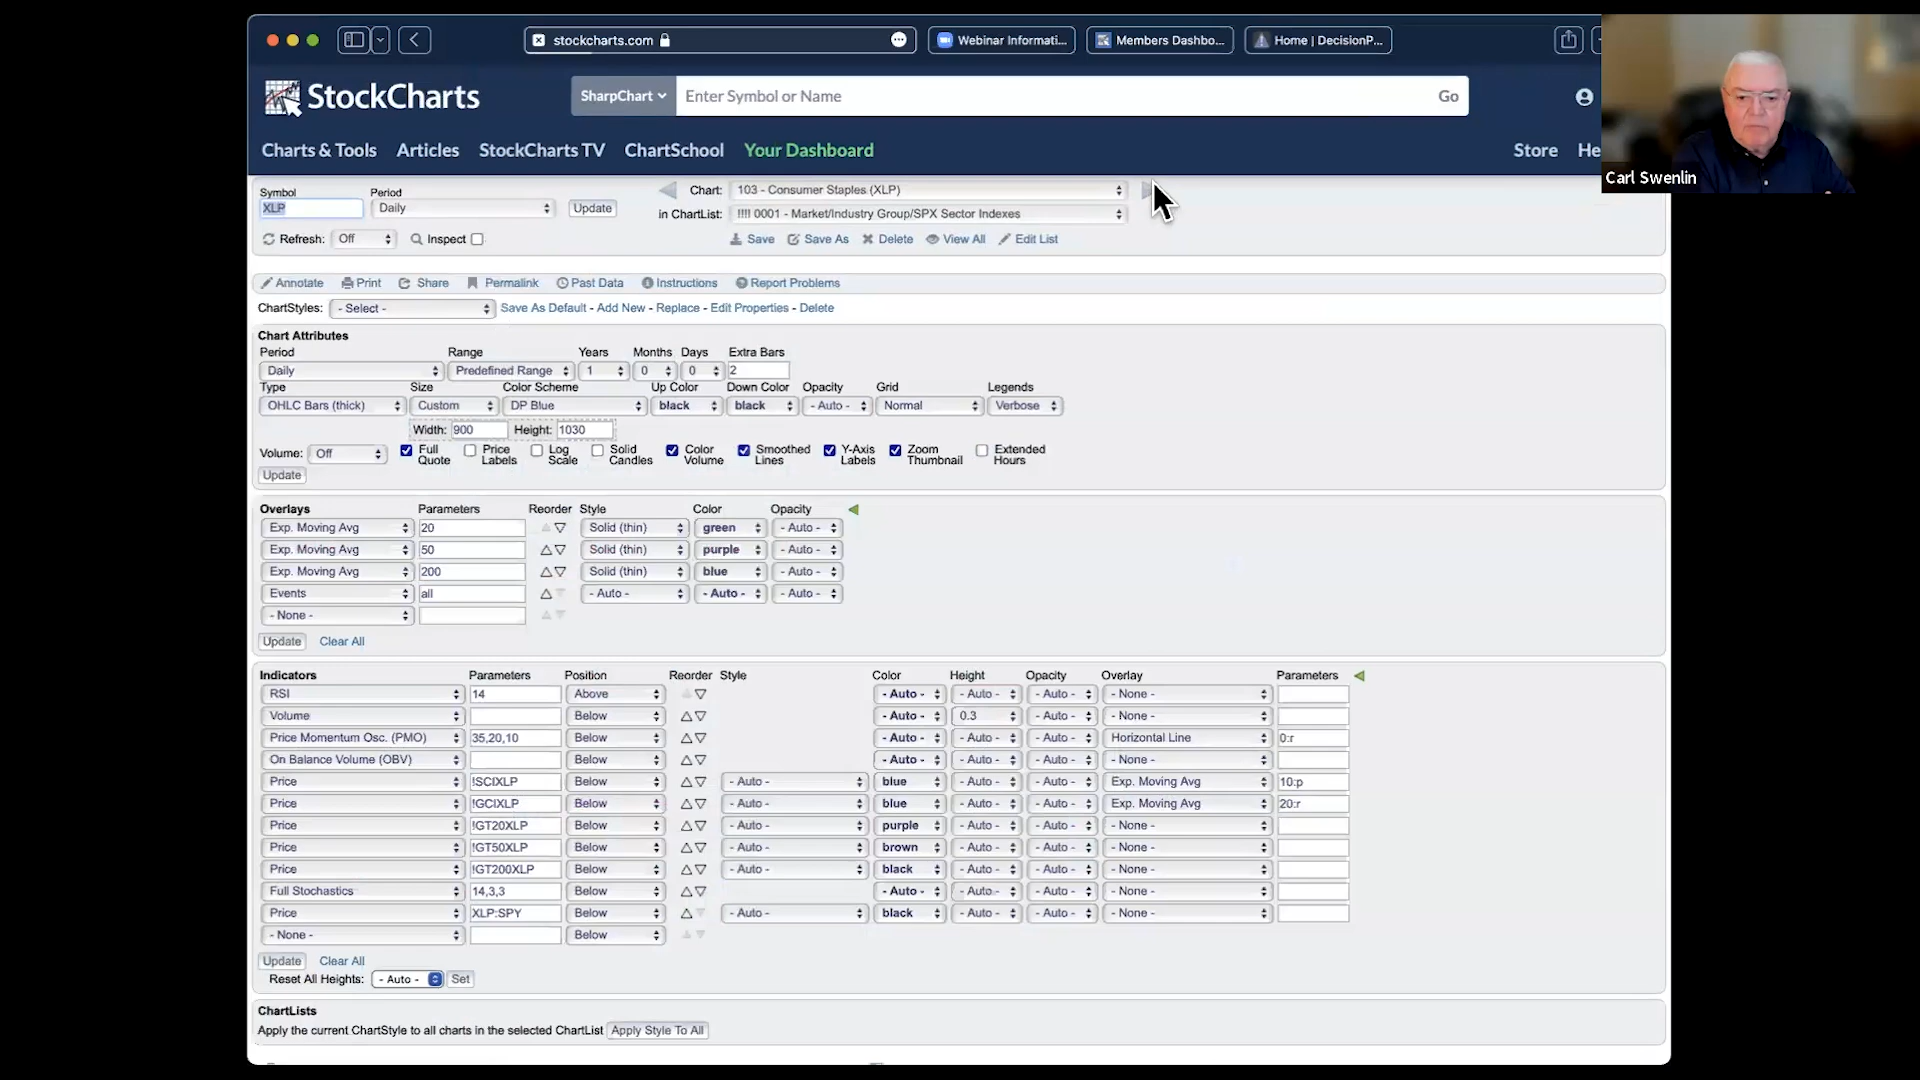 stockcharts.com
Webinar Informati...
Members Dashbo...
Home | DecisionP...
StockCharts
SharpChart
Enter Symbol or Name
Go
Charts & Tools Articles StockCharts TV ChartSchool Your Dashboard Store He
Carl Swenlin
Symbol Period
XLP Daily Update
Chart: 103 - Consumer Staples (XLP)
in ChartList: !!!! 0001 - Market/Industry Group/SPX Sector Indexes
Refresh: Off Inspect
Save Save As Delete View All Edit List
Annotate Print Share Permalink Past Data Instructions Report Problems
ChartStyles: - Select - Save As Default - Add New - Replace - Edit Properties - Delete
Chart Attributes
Period Range Years Months Days Extra Bars
Daily Predefined Range 1 0 0 2
Type Size Color Scheme Up Color Down Color Opacity Grid Legends
OHLC Bars (thick) Custom DP Blue black black - Auto - Normal Verbose
Width: 900 Height: 1030
Volume: Off Full Quote Price Labels Log Scale Solid Candles Color Volume Smoothed Lines Y-Axis Labels Zoom Thumbnail Extended Hours
Update
Overlays Parameters Reorder Style Color Opacity
Exp. Moving Avg 20 Solid (thin) green - Auto -
Exp. Moving Avg 50 Solid (thin) purple - Auto -
Exp. Moving Avg 200 Solid (thin) blue - Auto -
Events all - Auto - - Auto - - Auto -
- None -
Update Clear All
Indicators Parameters Position Reorder Style Color Height Opacity Overlay Parameters
RSI 14 Above - Auto - - Auto - - Auto - - None -
Volume Below - Auto - 0.3 - Auto - - None -
Price Momentum Osc. (PMO) 35,20,10 Below - Auto - - Auto - - Auto - Horizontal Line 0:r
On Balance Volume (OBV) Below - Auto - - Auto - - Auto - - None -
Price !SCIXLP Below - Auto - blue - Auto - - Auto - Exp. Moving Avg 10:p
Price !GCIXLP Below - Auto - blue - Auto - - Auto - Exp. Moving Avg 20:r
Price !GT20XLP Below - Auto - purple - Auto - - Auto - - None -
Price !GT50XLP Below - Auto - brown - Auto - - Auto - - None -
Price !GT200XLP Below - Auto - black - Auto - - Auto - - None -
Full Stochastics 14,3,3 Below - Auto - - Auto - - Auto - - None -
Price XLP:SPY Below - Auto - black - Auto - - Auto - - None -
- None - Below
Update Clear All
Reset All Heights: - Auto - Set
ChartLists
Apply the current ChartStyle to all charts in the selected ChartList Apply Style To All